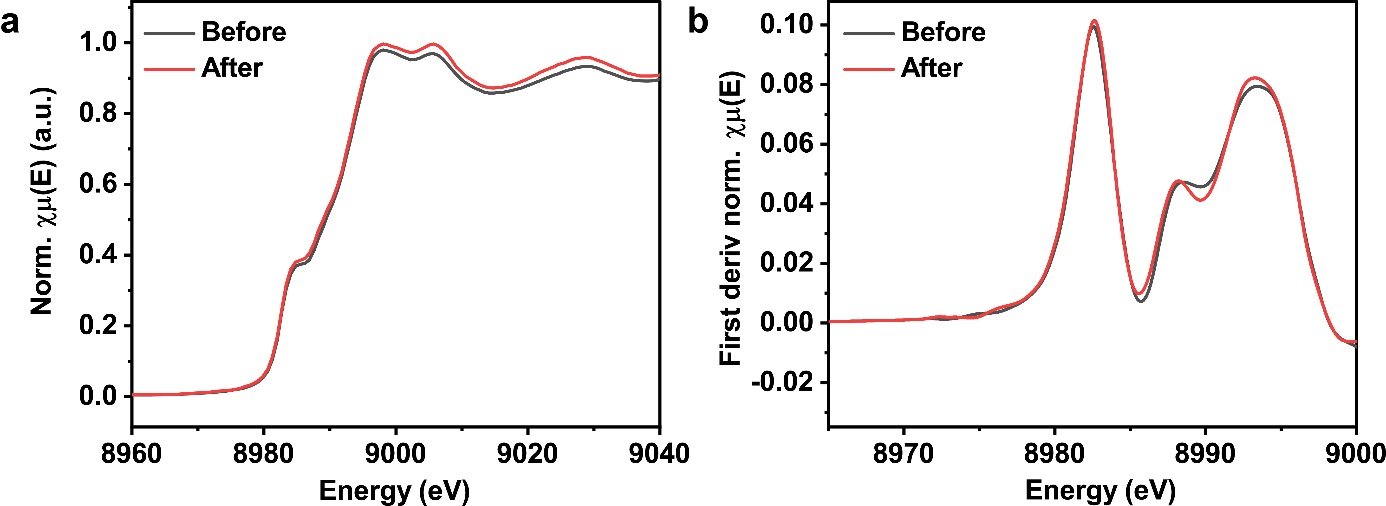 a
Before
After
Norm. χμ(E) (a.u.)
1.0
0.8
0.6
0.4
0.2
0.0
8960
8980
9000
9020
9040
Energy (eV)
b
Before
After
First deriv norm. χμ(E)
0.10
0.08
0.06
0.04
0.02
0.00
-0.02
8970
8980
8990
9000
Energy (eV)